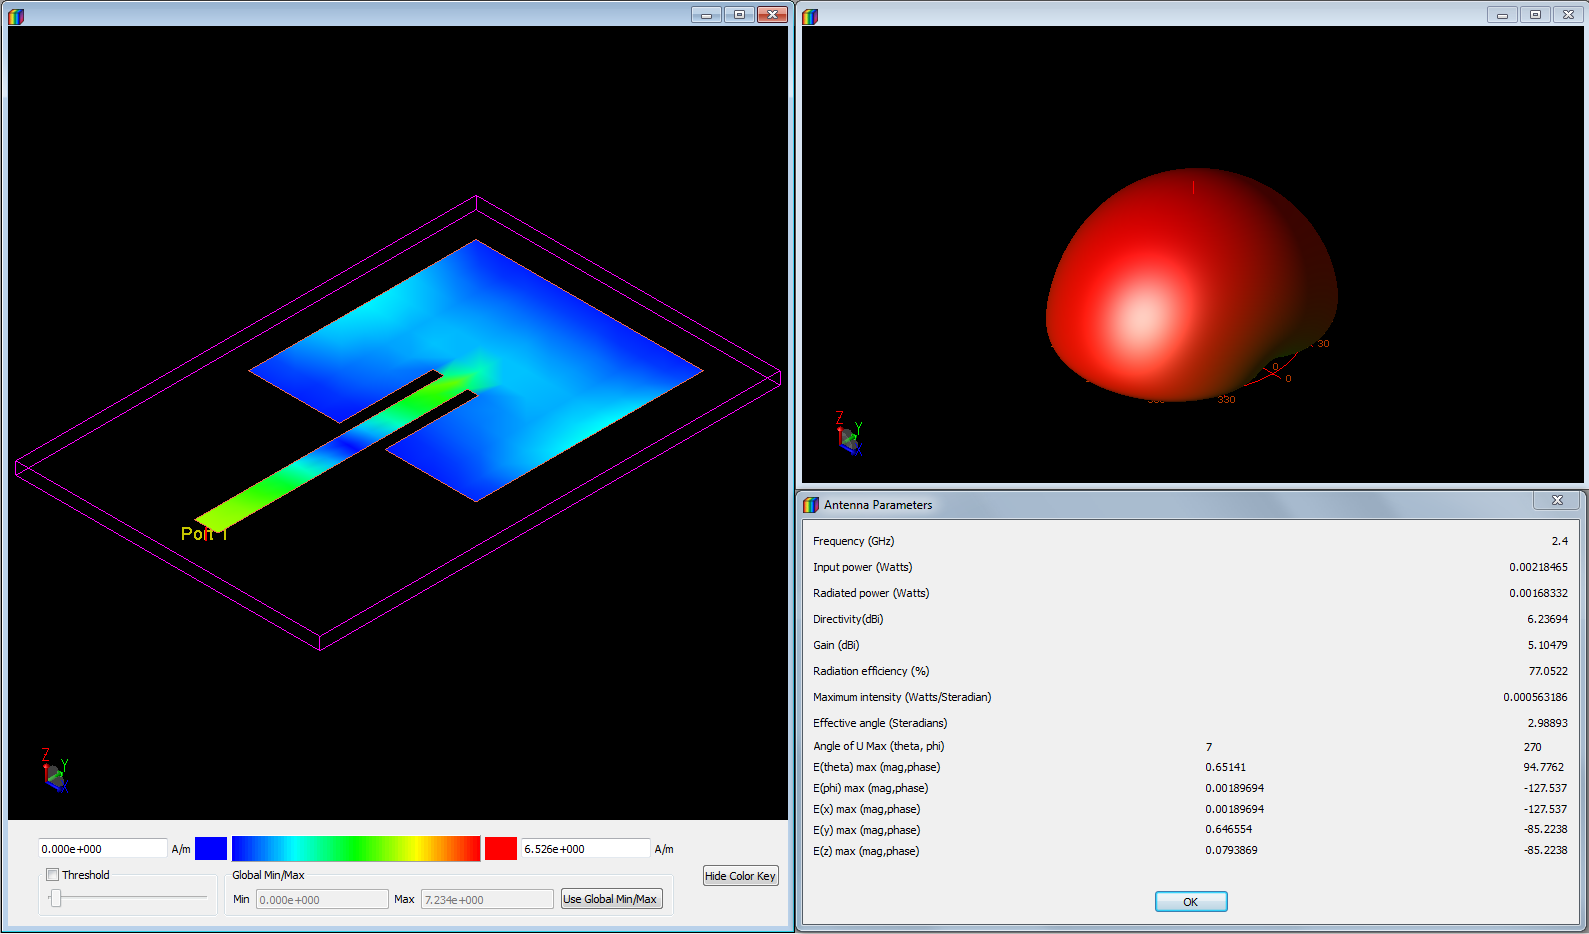 Port 1
Z
Y
X
0.000e+000 A/m 6.526e+000 A/m
Threshold
Global Min/Max
Min 0.000e+000 Max 7.234e+000 Use Global Min/Max
Hide Color Key
30
0
0
330
Z
Y
X
Antenna Parameters
Frequency (GHz) 2.4
Input power (Watts) 0.00218465
Radiated power (Watts) 0.00168332
Directivity(dBi) 6.23694
Gain (dBi) 5.10479
Radiation efficiency (%) 77.0522
Maximum intensity (Watts/Steradian) 0.000563186
Effective angle (Steradians) 2.98893
Angle of U Max (theta, phi) 7 270
E(theta) max (mag,phase) 0.65141 94.7762
E(phi) max (mag,phase) 0.00189694 -127.537
E(x) max (mag,phase) 0.00189694 -127.537
E(y) max (mag,phase) 0.646554 -85.2238
E(z) max (mag,phase) 0.0793869 -85.2238
OK